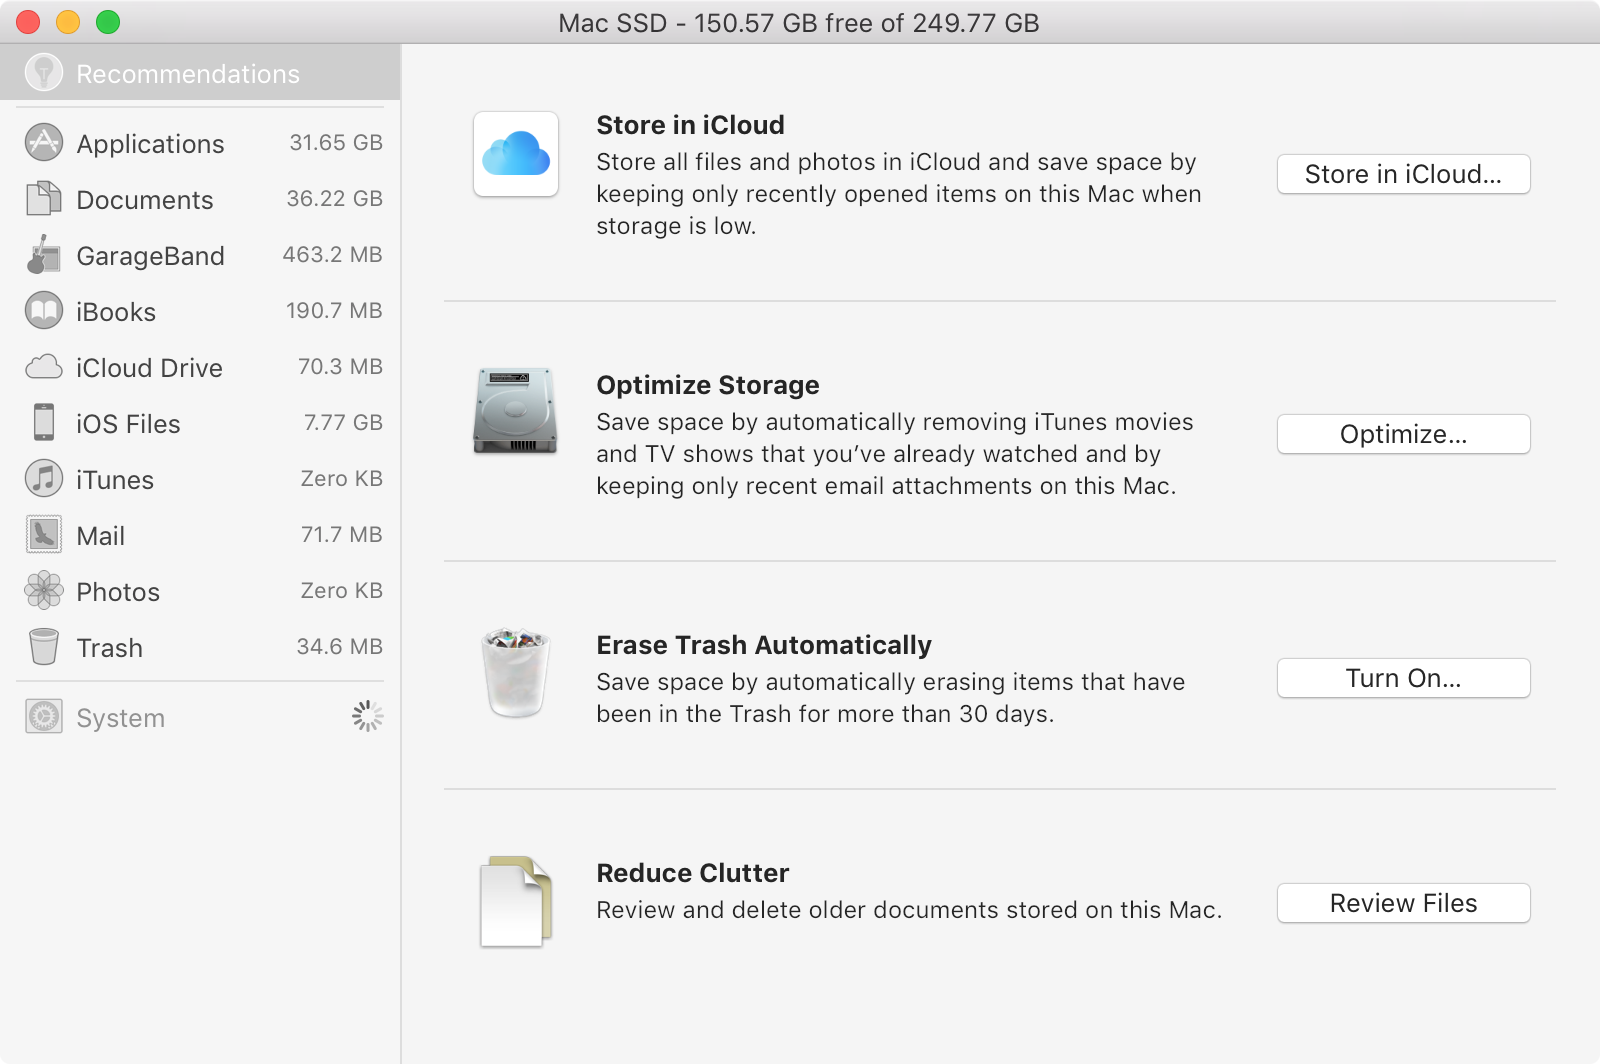 Mac SSD - 150.57 GB free of 249.77 GB
Recommendations
Applications 31.65 GB
Documents 36.22 GB
GarageBand 463.2 MB
iBooks 190.7 MB
iCloud Drive 70.3 MB
iOS Files 7.77 GB
iTunes Zero KB
Mail 71.7 MB
Photos Zero KB
Trash 34.6 MB
System
Store in iCloud
Store all files and photos in iCloud and save space by
keeping only recently opened items on this Mac when
storage is low.
Store in iCloud...
Optimize Storage
Save space by automatically removing iTunes movies
and TV shows that you’ve already watched and by
keeping only recent email attachments on this Mac.
Optimize...
Erase Trash Automatically
Save space by automatically erasing items that have
been in the Trash for more than 30 days.
Turn On...
Reduce Clutter
Review and delete older documents stored on this Mac.
Review Files